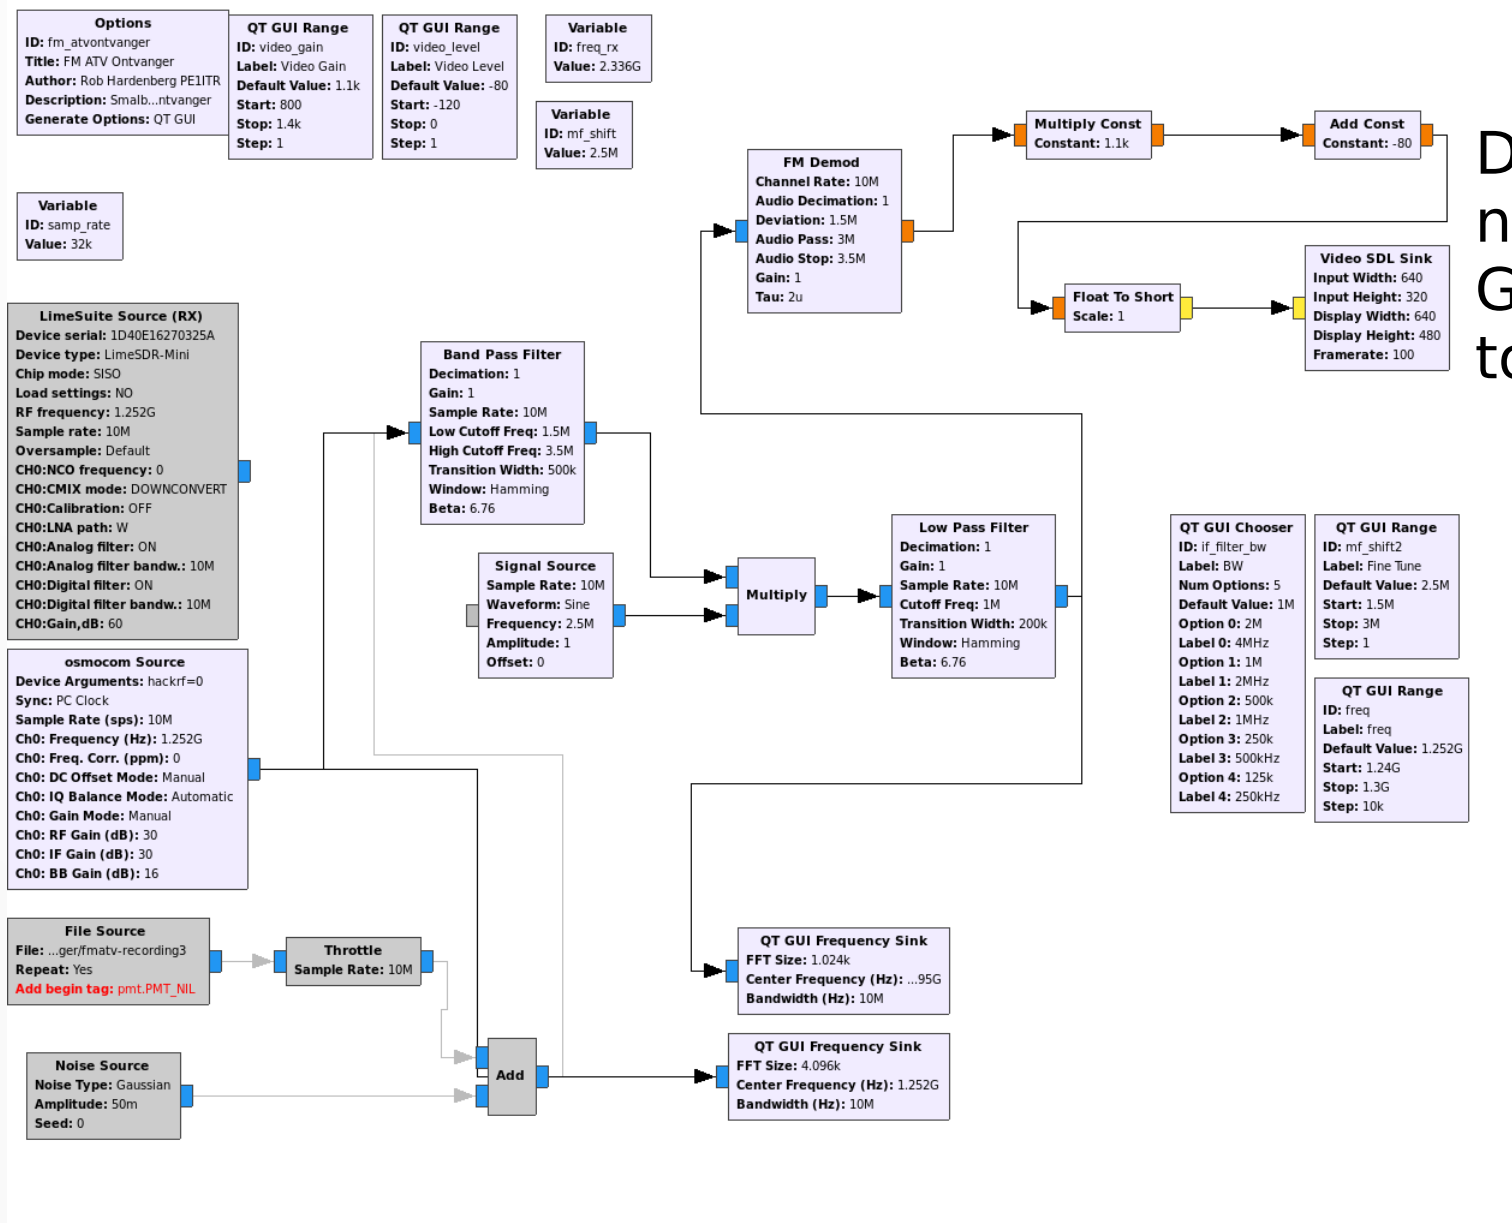 Options
ID: fm_atvontvanger
Title: FM ATV Ontvanger
Author: Rob Hardenberg PE1ITR
Description: Smalb...ntvanger
Generate Options: QT GUI
QT GUI Range
ID: video_gain
Label: Video Gain
Default Value: 1.1k
Start: 800
Stop: 1.4k
Step: 1
QT GUI Range
ID: video_level
Label: Video Level
Default Value: -80
Start: -120
Stop: 0
Step: 1
Variable
ID: freq_rx
Value: 2.336G
Variable
ID: mf_shift
Value: 2.5M
Variable
ID: samp_rate
Value: 32k
FM Demod
Channel Rate: 10M
Audio Decimation: 1
Deviation: 1.5M
Audio Pass: 3M
Audio Stop: 3.5M
Gain: 1
Tau: 2u
Multiply Const
Constant: 1.1k
Add Const
Constant: -80
Float To Short
Scale: 1
Video SDL Sink
Input Width: 640
Input Height: 320
Display Width: 640
Display Height: 480
Framerate: 100
D
n
G
to
LimeSuite Source (RX)
Device serial: 1D40E16270325A
Device type: LimeSDR-Mini
Chip mode: SISO
Load settings: NO
RF frequency: 1.252G
Sample rate: 10M
Oversample: Default
CH0:NCO frequency: 0
CH0:CMIX mode: DOWNCONVERT
CH0:Calibration: OFF
CH0:LNA path: W
CH0:Analog filter: ON
CH0:Analog filter bandw.: 10M
CH0:Digital filter: ON
CH0:Digital filter bandw.: 10M
CH0:Gain,dB: 60
Band Pass Filter
Decimation: 1
Gain: 1
Sample Rate: 10M
Low Cutoff Freq: 1.5M
High Cutoff Freq: 3.5M
Transition Width: 500k
Window: Hamming
Beta: 6.76
Signal Source
Sample Rate: 10M
Waveform: Sine
Frequency: 2.5M
Amplitude: 1
Offset: 0
Multiply
Low Pass Filter
Decimation: 1
Gain: 1
Sample Rate: 10M
Cutoff Freq: 1M
Transition Width: 200k
Window: Hamming
Beta: 6.76
QT GUI Chooser
ID: if_filter_bw
Label: BW
Num Options: 5
Default Value: 1M
Option 0: 2M
Label 0: 4MHz
Option 1: 1M
Label 1: 2MHz
Option 2: 500k
Label 2: 1MHz
Option 3: 250k
Label 3: 500kHz
Option 4: 125k
Label 4: 250kHz
QT GUI Range
ID: mf_shift2
Label: Fine Tune
Default Value: 2.5M
Start: 1.5M
Stop: 3M
Step: 1
QT GUI Range
ID: freq
Label: freq
Default Value: 1.252G
Start: 1.24G
Stop: 1.3G
Step: 10k
osmocom Source
Device Arguments: hackrf=0
Sync: PC Clock
Sample Rate (sps): 10M
Ch0: Frequency (Hz): 1.252G
Ch0: Freq. Corr. (ppm): 0
Ch0: DC Offset Mode: Manual
Ch0: IQ Balance Mode: Automatic
Ch0: Gain Mode: Manual
Ch0: RF Gain (dB): 30
Ch0: IF Gain (dB): 30
Ch0: BB Gain (dB): 16
File Source
File: ...ger/fmatv-recording3
Repeat: Yes
Add begin tag: pmt.PMT_NIL
Throttle
Sample Rate: 10M
Noise Source
Noise Type: Gaussian
Amplitude: 50m
Seed: 0
Add
QT GUI Frequency Sink
FFT Size: 1.024k
Center Frequency (Hz): ...95G
Bandwidth (Hz): 10M
QT GUI Frequency Sink
FFT Size: 4.096k
Center Frequency (Hz): 1.252G
Bandwidth (Hz): 10M